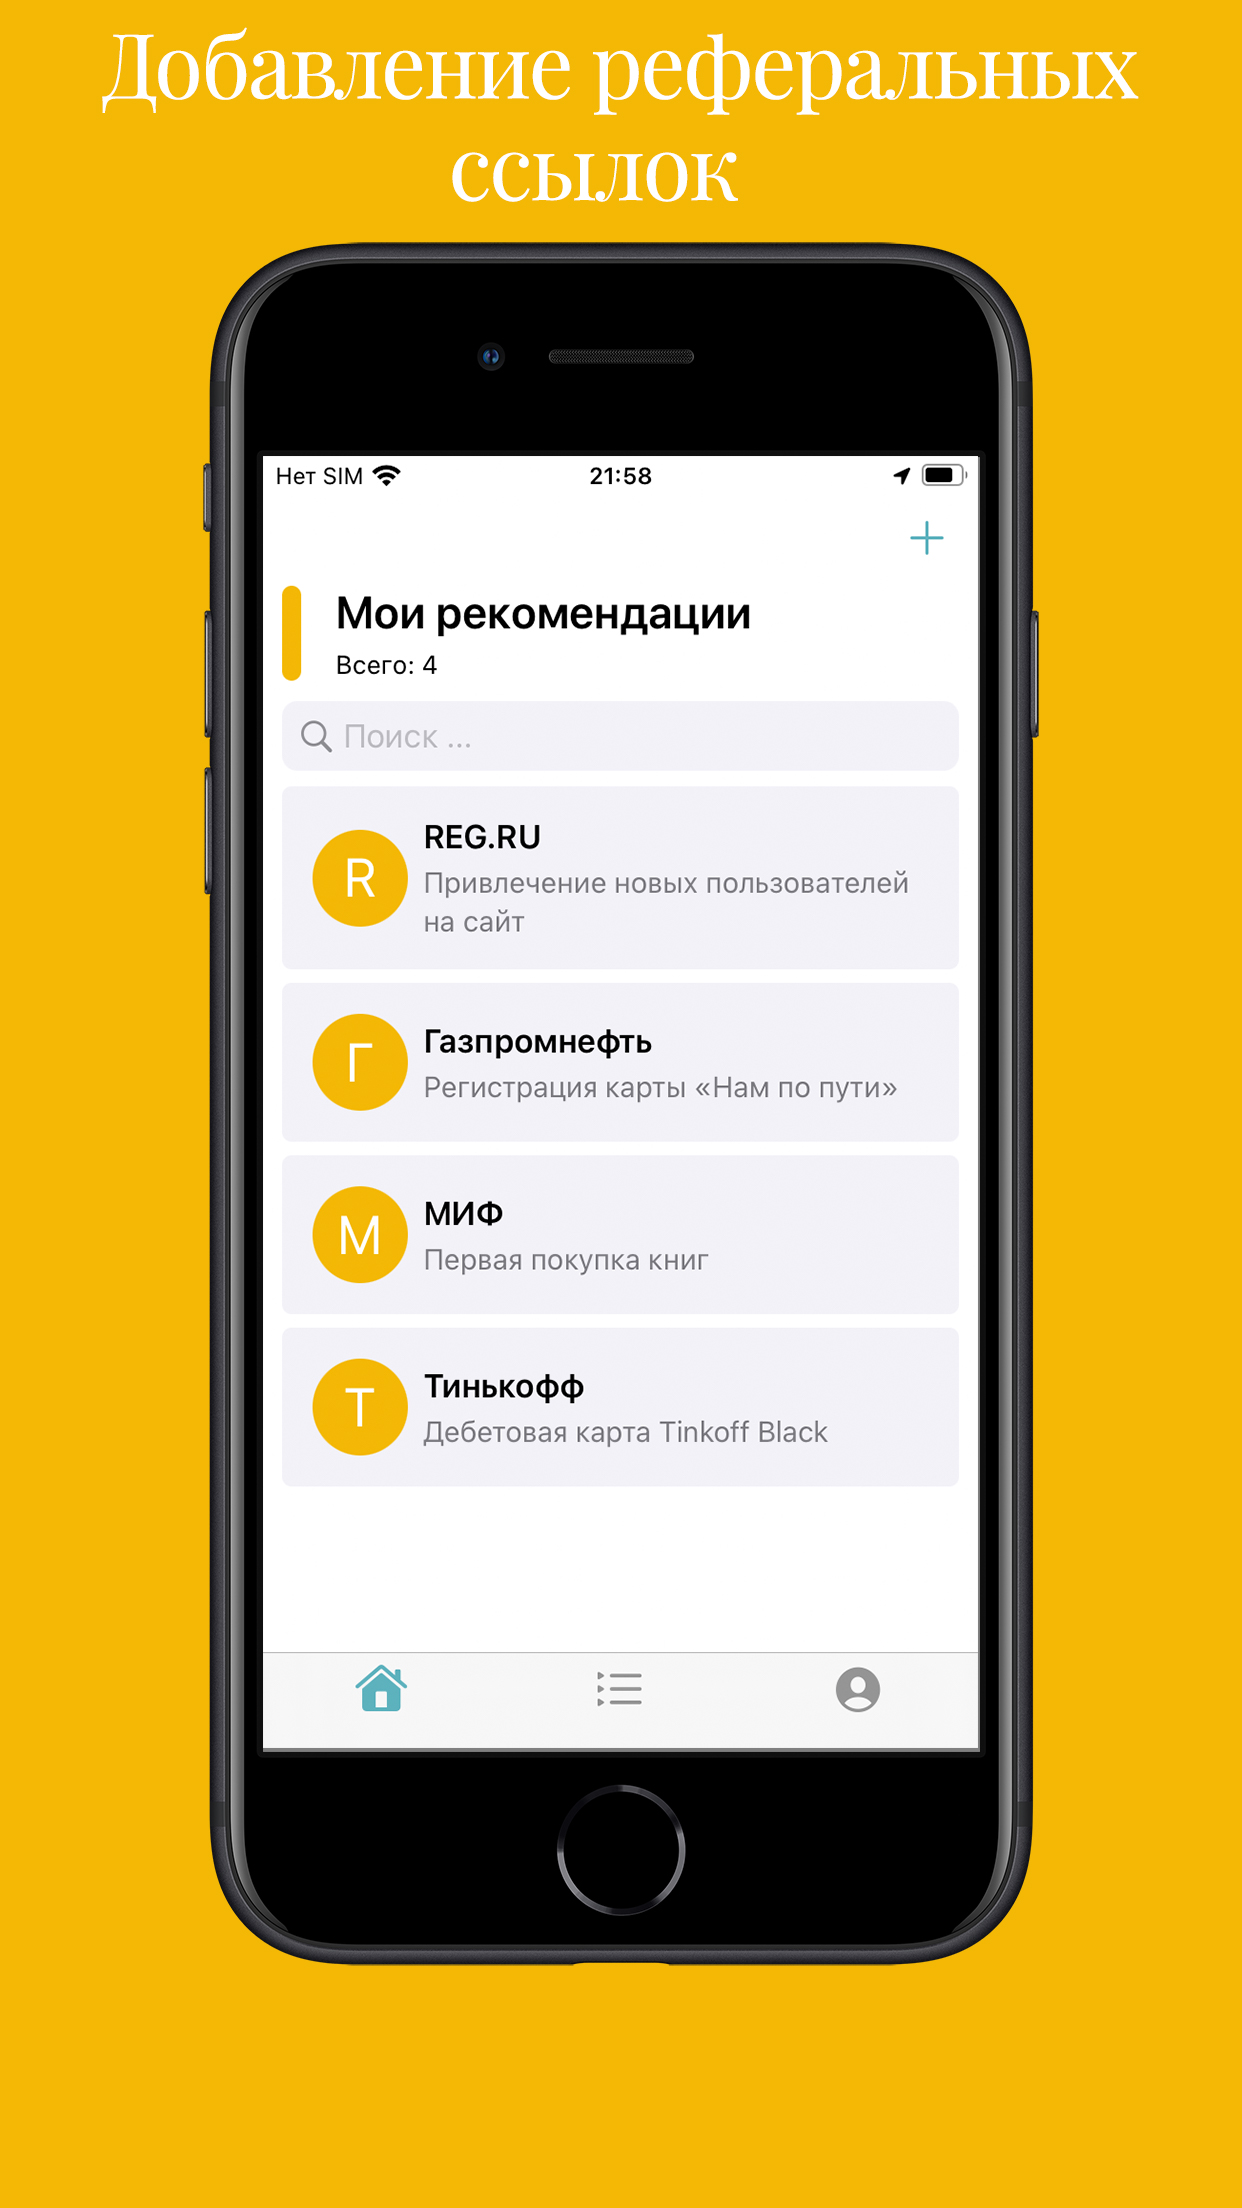 Добавление реферальных
ссылок
Нет SIM
21:58
Мои рекомендации
Всего: 4
Поиск ...
R
REG.RU
Привлечение новых пользователей
на сайт
Г
Газпромнефть
Регистрация карты «Нам по пути»
М
МИФ
Первая покупка книг
Т
Тинькофф
Дебетовая карта Tinkoff Black